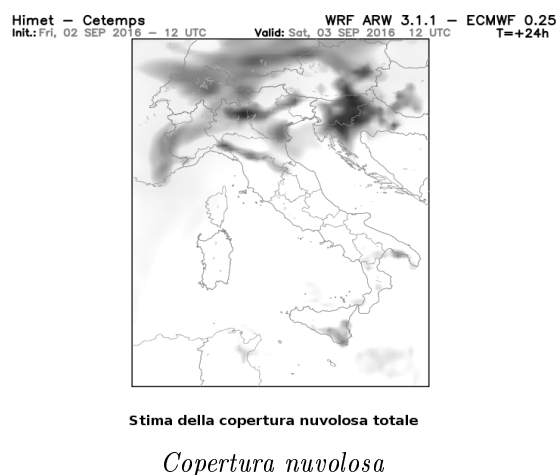 Himet – Cetemps WRF ARW 3.1.1 – ECMWF 0.25
Init.: Fri, 02 SEP 2016 – 12 UTC Valid: Sat, 03 SEP 2016 12 UTC T=+24h
Stima della copertura nuvolosa totale
Copertura nuvolosa